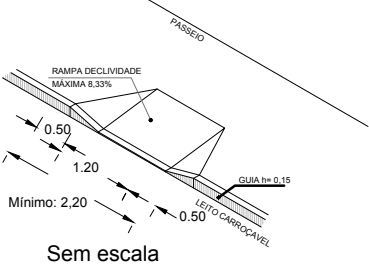 PASSEIO
RAMPA DECLIVIDADE
MÁXIMA 8,33%
0.50
1.20
GUIA h= 0,15
Mínimo: 2,20
0.50
LEITO CARROÇAVEL
Sem escala